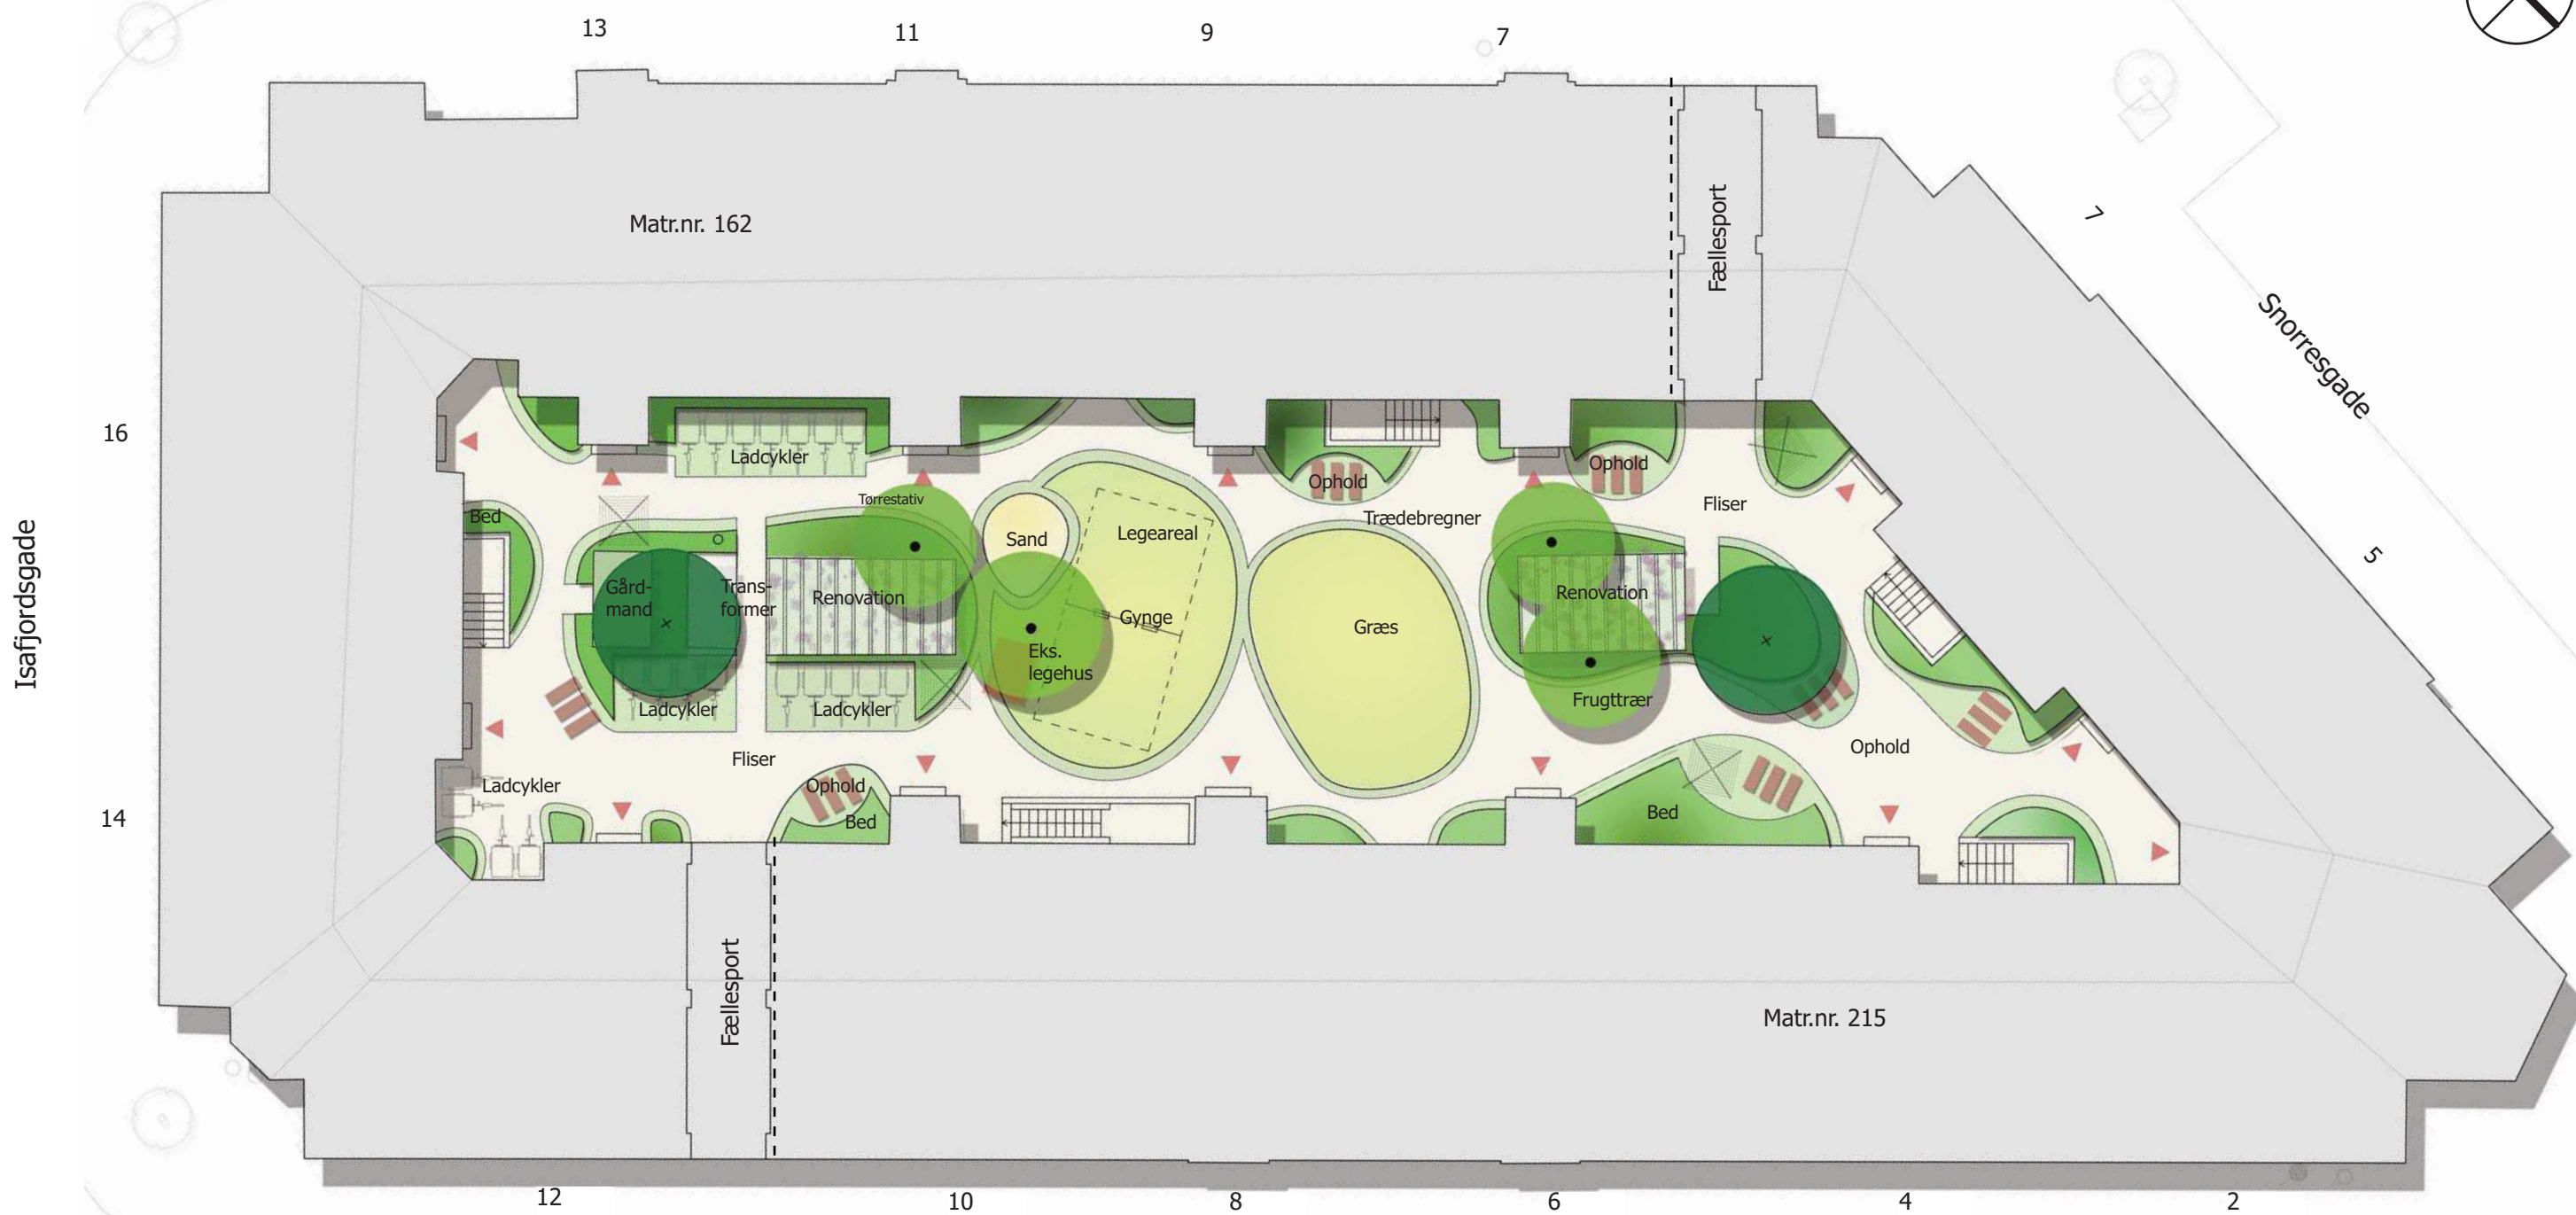 13
11
9
7
Matr.nr. 162
Fællesport
7
Snorresgade
5
16
Isafjordsgade
14
Ladcykler
Ophold
Ophold
Tørrestativ
Trædebregner
Fliser
Bed
Sand
Legeareal
Gård-
mand
Trans-
former
Renovation
Gynge
Græs
Renovation
Eks.
legehus
Frugttrær
Ladcykler
Ladcykler
Fliser
Ophold
Ladcykler
Ophold
Bed
Bed
Fællesport
Matr.nr. 215
12
10
8
6
4
2